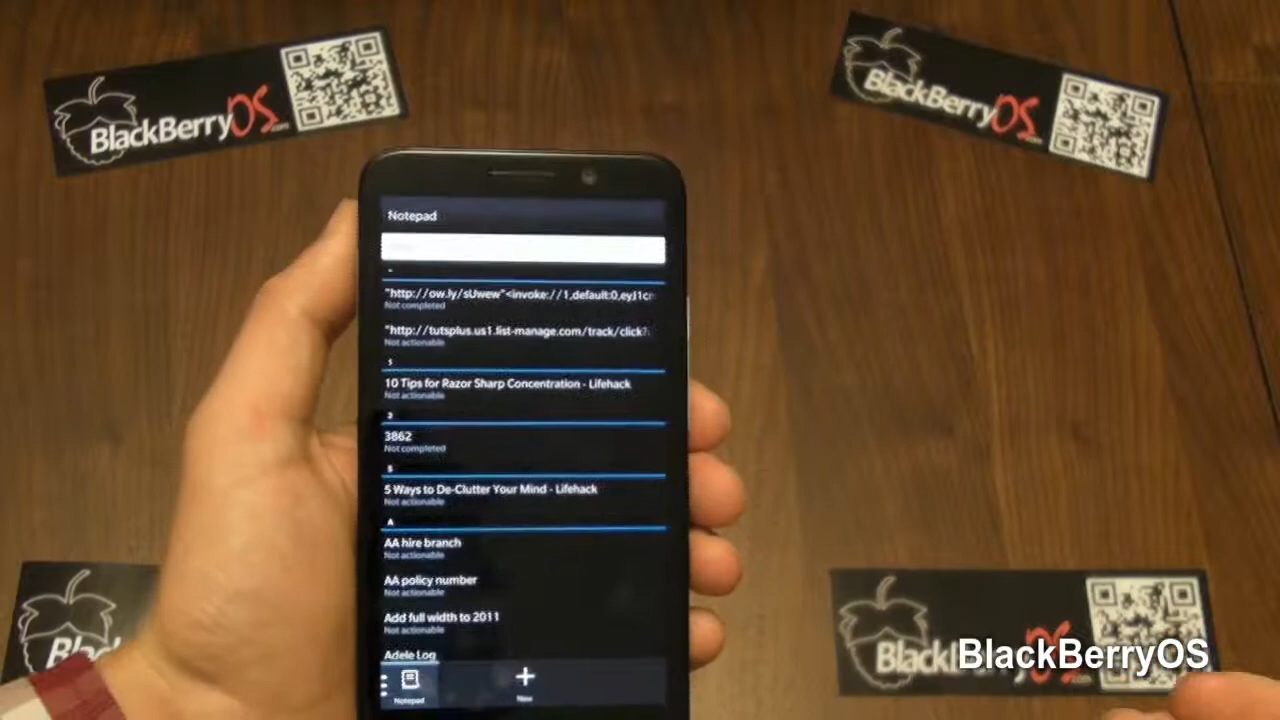 BlackBerryOS.com
BlackBerryOS.com
Notepad
"http://ow.ly/sUwew"<invoke://1,default:0,eyJ1c
Not completed
"http://tutsplus.us1.list-manage.com/track/click?
Not actionable
1
10 Tips for Razor Sharp Concentration - Lifehack
Not actionable
3
3862
Not completed
5
5 Ways to De-Clutter Your Mind - Lifehack
Not actionable
A
AA hire branch
Not actionable
AA policy number
Not actionable
Add full width to 2011
Not actionable
Adele Log
Notepad
New
BlackBerryOS